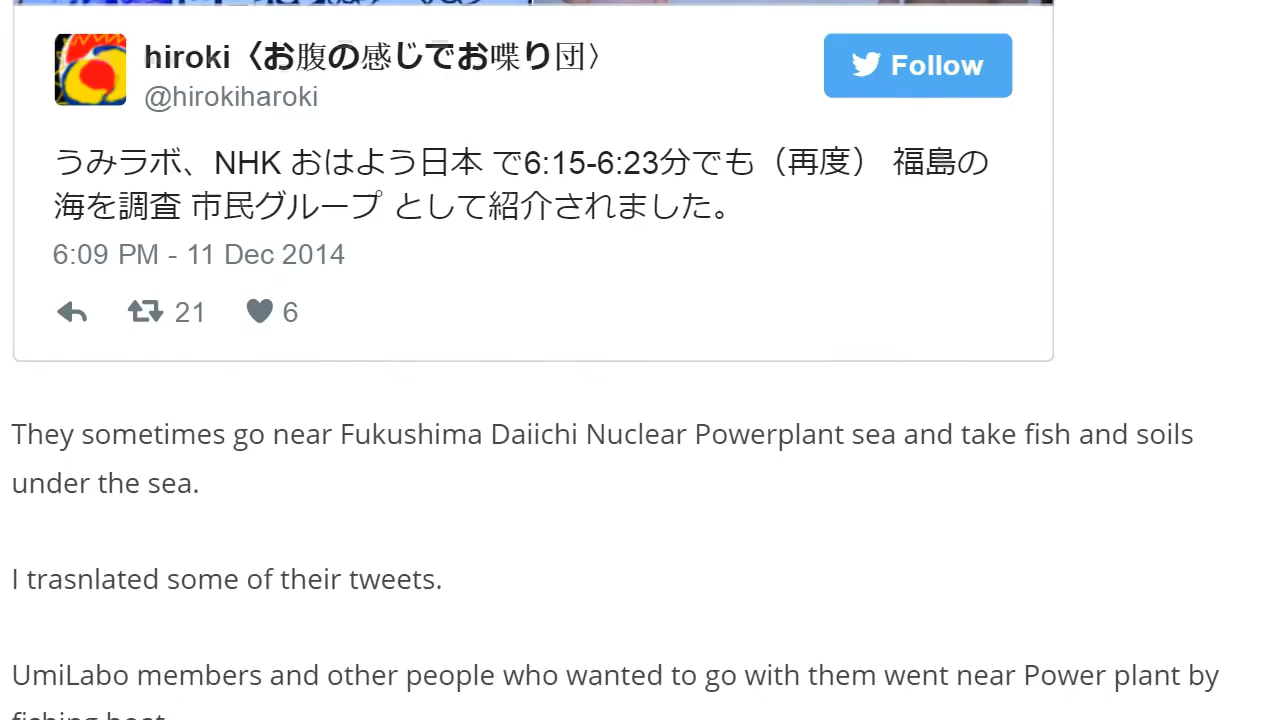 hiroki〈お腹の感じでお喋り団〉
Follow
@hirokiharoki
うみラボ、NHK おはよう日本 で6:15-6:23分でも（再度） 福島の
海を調査 市民グループ として紹介されました。
6:09 PM - 11 Dec 2014
21 6
They sometimes go near Fukushima Daiichi Nuclear Powerplant sea and take fish and soils
under the sea.
I trasnlated some of their tweets.
UmiLabo members and other people who wanted to go with them went near Power plant by
fishing boat.